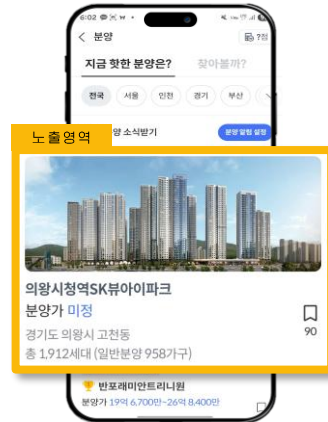 6:02
분양
지금 핫한 분양은?
찾아볼까?
전국
서울
인천
경기
부산
노출영역
양 소식받기
분양알림 설정
의왕시청역SK뷰아이파크
분양가 미정
90
경기도 의왕시 고천동
총 1,912세대 (일반분양 958가구)
반포래미안트리니원
분양가 19억 6,700만~26억 8,400만